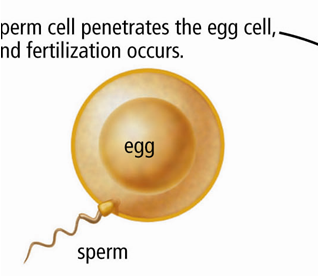 perm cell penetrates the egg cell,
nd fertilization occurs.
egg
sperm